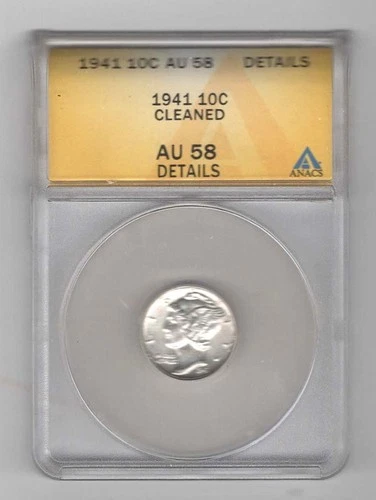 1941 10C AU 58 DETAILS
1941 10C
CLEANED
AU 58
DETAILS
ANACS